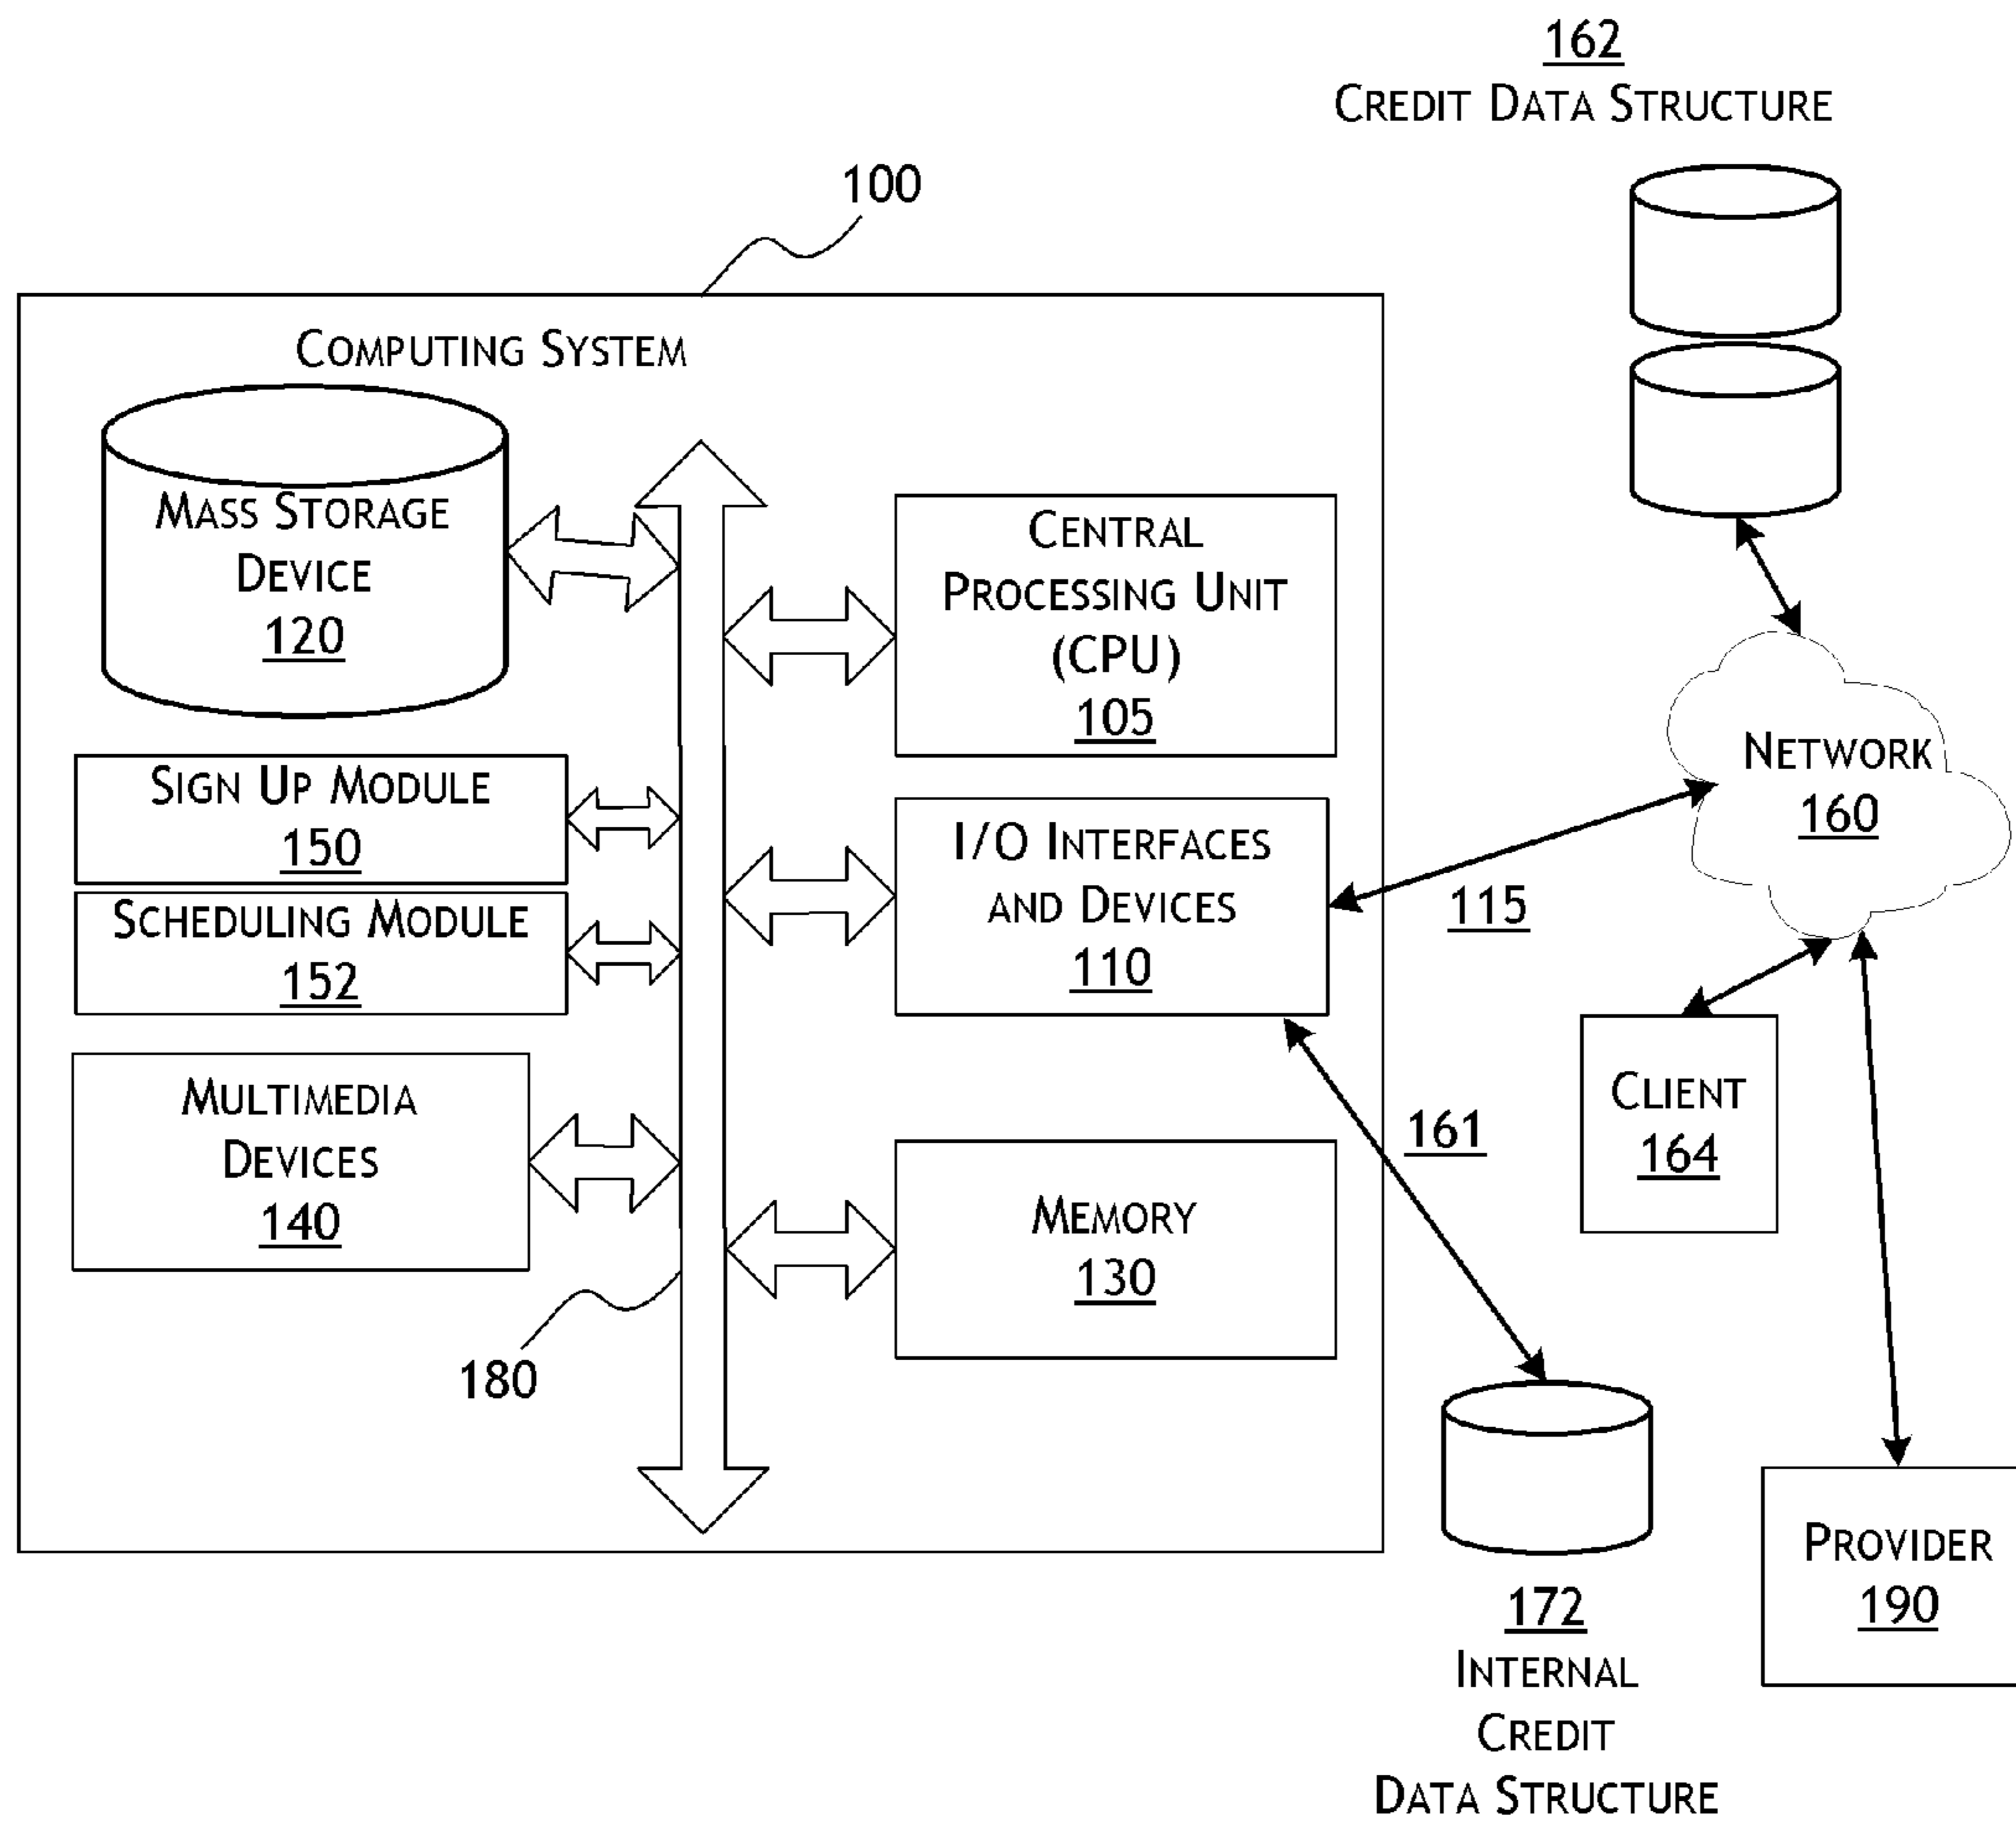 162
CREDIT DATA STRUCTURE
100
COMPUTING SYSTEM
MASS STORAGE
DEVICE
120
CENTRAL
PROCESSING UNIT
(CPU)
105
SIGN UP MODULE
150
SCHEDULING MODULE
152
I/O INTERFACES
AND DEVICES
110
NETWORK
160
115
MULTIMEDIA
DEVICES
140
MEMORY
130
161
CLIENT
164
180
172
INTERNAL
CREDIT
DATA STRUCTURE
PROVIDER
190